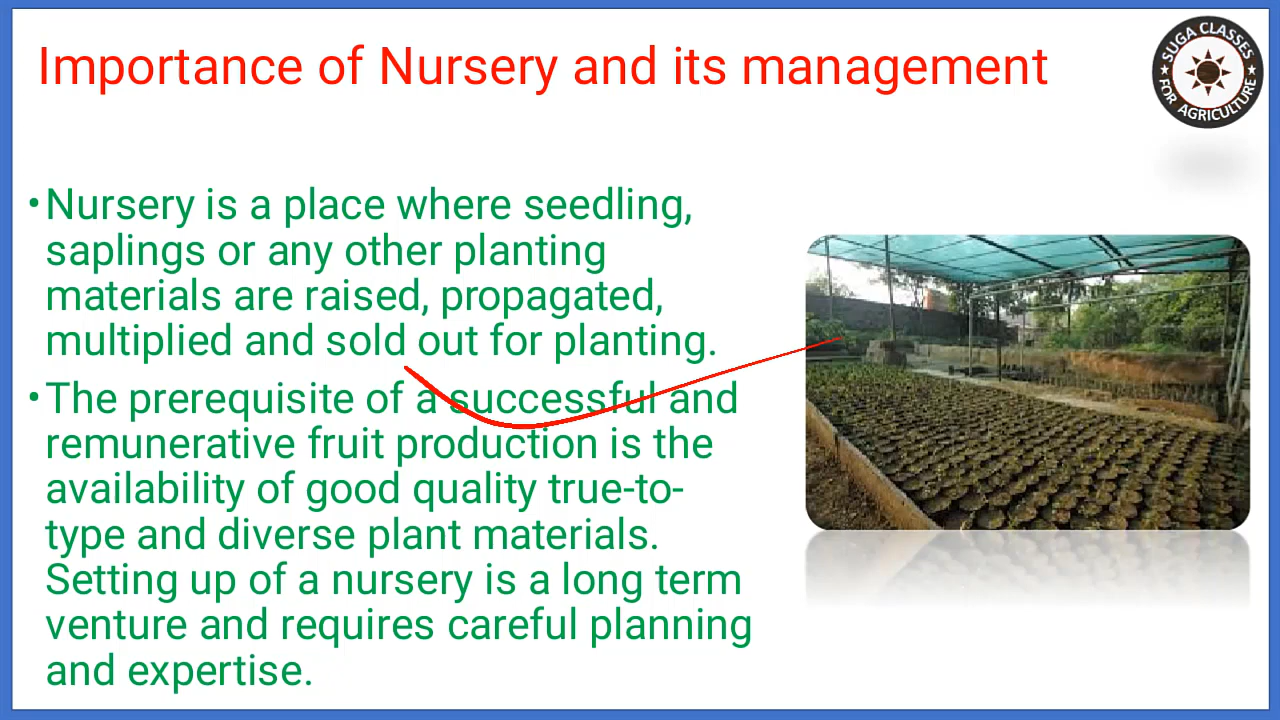 Importance of Nursery and its management
SUGA CLASSES
FOR AGRICULTURE
•Nursery is a place where seedling,
saplings or any other planting
materials are raised, propagated,
multiplied and sold out for planting.
•The prerequisite of a successful and
remunerative fruit production is the
availability of good quality true-to-
type and diverse plant materials.
Setting up of a nursery is a long term
venture and requires careful planning
and expertise.